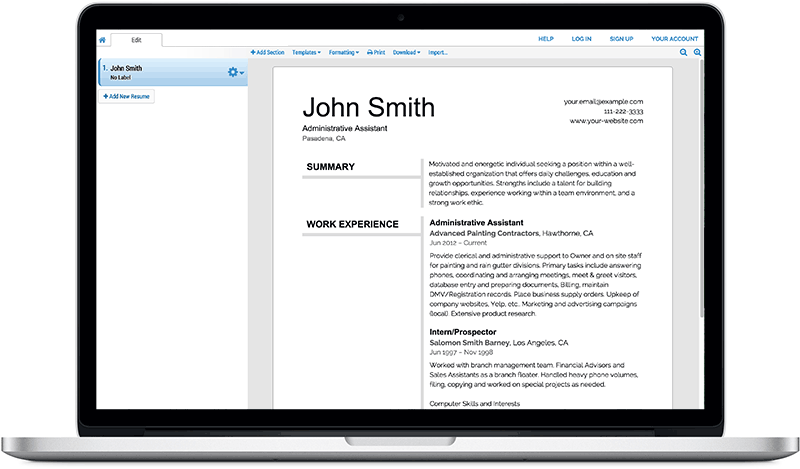 Edit
HELP LOG IN SIGN UP YOUR ACCOUNT
Add Section Templates Formatting Print Download Import...
1. John Smith
No Label
Add New Resume
John Smith
Administrative Assistant
Pasadena, CA
your.email@example.com
111-222-3333
www.your-website.com
SUMMARY
Motivated and energetic individual seeking a position within a well-
established organization that offers daily challenges, education and
growth opportunities. Strengths include a talent for building
relationships, experience working within a team environment, and a
strong work ethic.
WORK EXPERIENCE
Administrative Assistant
Advanced Painting Contractors, Hawthorne, CA
Jun 2012 – Current
Provide clerical and administrative support to Owner and on site staff
for painting and rain gutter divisions. Primary tasks include answering
phones, coordinating and arranging meetings, meet & greet visitors,
database entry and preparing documents, Billing, maintain
DMV/Registration records. Place business supply orders. Upkeep of
company websites, Yelp, etc.. Marketing and advertising campaigns
(local). Extensive product research.
Intern/Prospector
Salomon Smith Barney, Los Angeles, CA
Jun 1997 – Nov 1998
Worked with branch management team. Financial Advisors and
Sales Assistants as a branch floater. Handled heavy phone volumes,
filing, copying and worked on special projects as needed.
Computer Skills and Interests